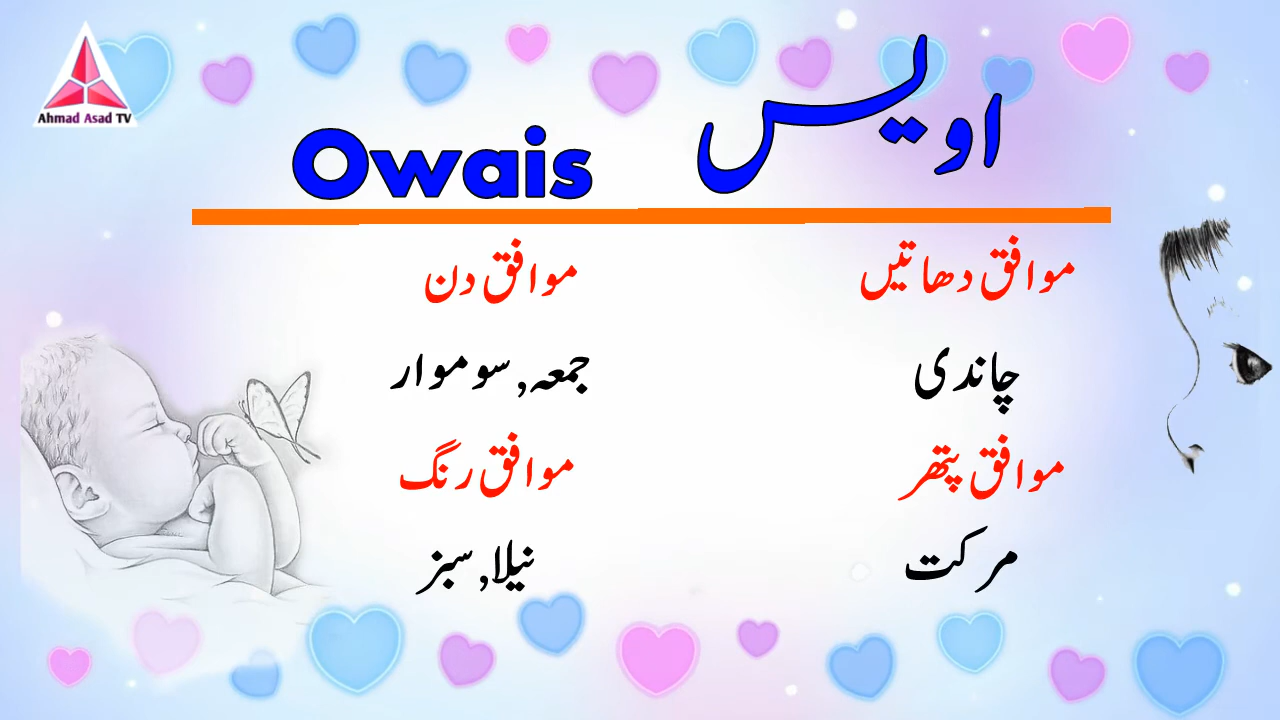 Ahmad Asad TV
Owais اویس
موافق دھاتیں
موافق دن
چاندی
جمعہ, سوموار
موافق پتھر
موافق رنگ
مرکت
نیلا, سبز